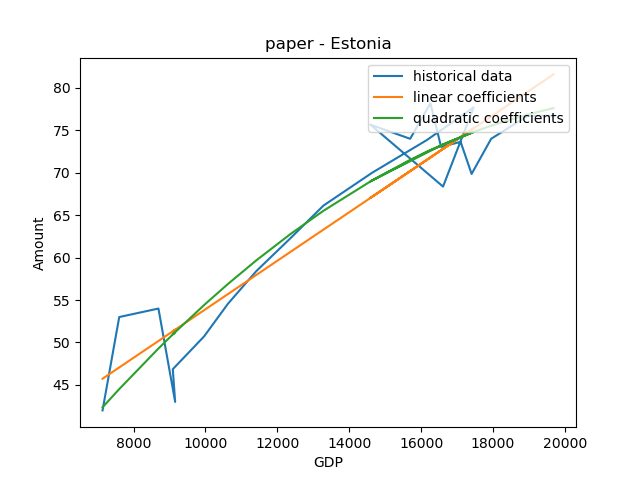 paper - Estonia
historical data
linear coefficients
quadratic coefficients
Amount
80
75
70
65
60
55
50
45
8000 10000 12000 14000 16000 18000 20000
GDP